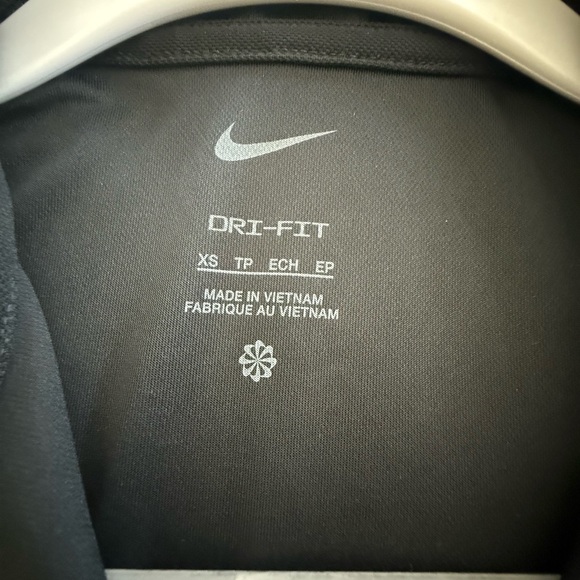 DRI-FIT
XS TP ECH EP
MADE IN VIETNAM
FABRIQUE AU VIETNAM